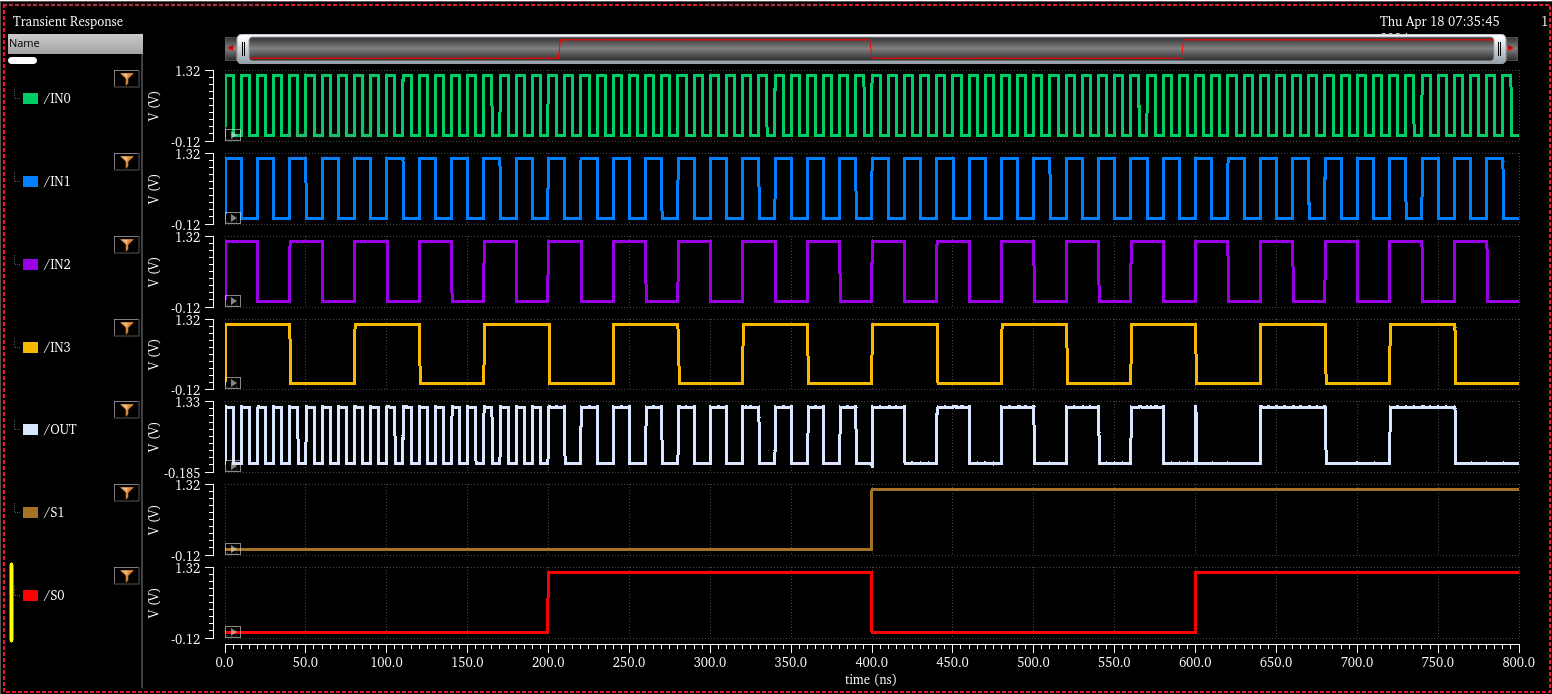 Transient Response
Thu Apr 18 07:35:45
1
Name
/IN0
1.32
V (V)
-0.12
/IN1
1.32
V (V)
-0.12
/IN2
1.32
V (V)
-0.12
/IN3
1.32
V (V)
-0.12
/OUT
1.33
V (V)
-0.185
/S1
1.32
V (V)
-0.12
/S0
1.32
V (V)
-0.12
0.0 50.0 100.0 150.0 200.0 250.0 300.0 350.0 400.0 450.0 500.0 550.0 600.0 650.0 700.0 750.0 800.0
time (ns)